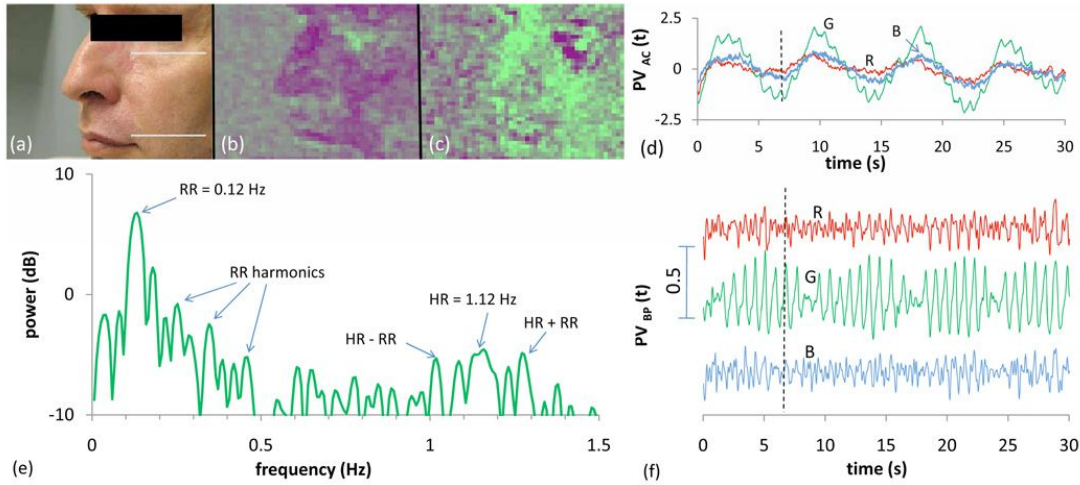 (a)
(b)
(c)
2.5
0
-2.5
PV AC (t)
G
B
R
0 5 10 15 20 25 30
time (s)
(d)
10
0
-10
power (dB)
RR = 0.12 Hz
RR harmonics
HR - RR
HR = 1.12 Hz
HR + RR
0 0.5 1 1.5
frequency (Hz)
(e)
0.5
PV BP (t)
R
G
B
0 5 10 15 20 25 30
time (s)
(f)